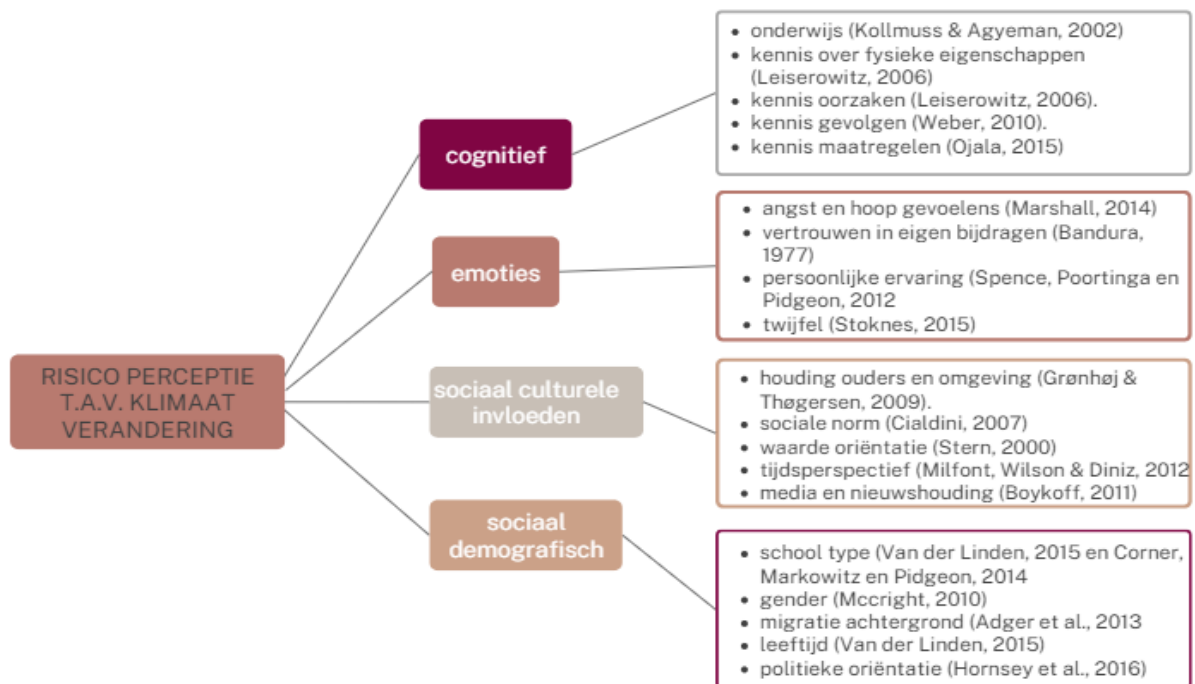 RISICO PERCEPTIE
T.A.V. KLIMAAT
VERANDERING
cognitief
• onderwijs (Kollmuss & Agyeman, 2002)
• kennis over fysieke eigenschappen
(Leiserowitz, 2006)
• kennis oorzaken (Leiserowitz, 2006).
• kennis gevolgen (Weber, 2010).
• kennis maatregelen (Ojala, 2015)
emoties
• angst en hoop gevoelens (Marshall, 2014)
• vertrouwen in eigen bijdragen (Bandura,
1977)
• persoonlijke ervaring (Spence, Poortinga en
Pidgeon, 2012
• twijfel (Stoknes, 2015)
sociaal culturele
invloeden
• houding ouders en omgeving (Grønhøj &
Thøgersen, 2009).
• sociale norm (Cialdini, 2007)
• waarde oriëntatie (Stern, 2000)
• tijdsperspectief (Milfont, Wilson & Diniz, 2012
• media en nieuwshouding (Boykoff, 2011)
sociaal
demografisch
• school type (Van der Linden, 2015 en Corner,
Markowitz en Pidgeon, 2014
• gender (Mccright, 2010)
• migratie achtergrond (Adger et al., 2013
• leeftijd (Van der Linden, 2015)
• politieke oriëntatie (Hornsey et al., 2016)